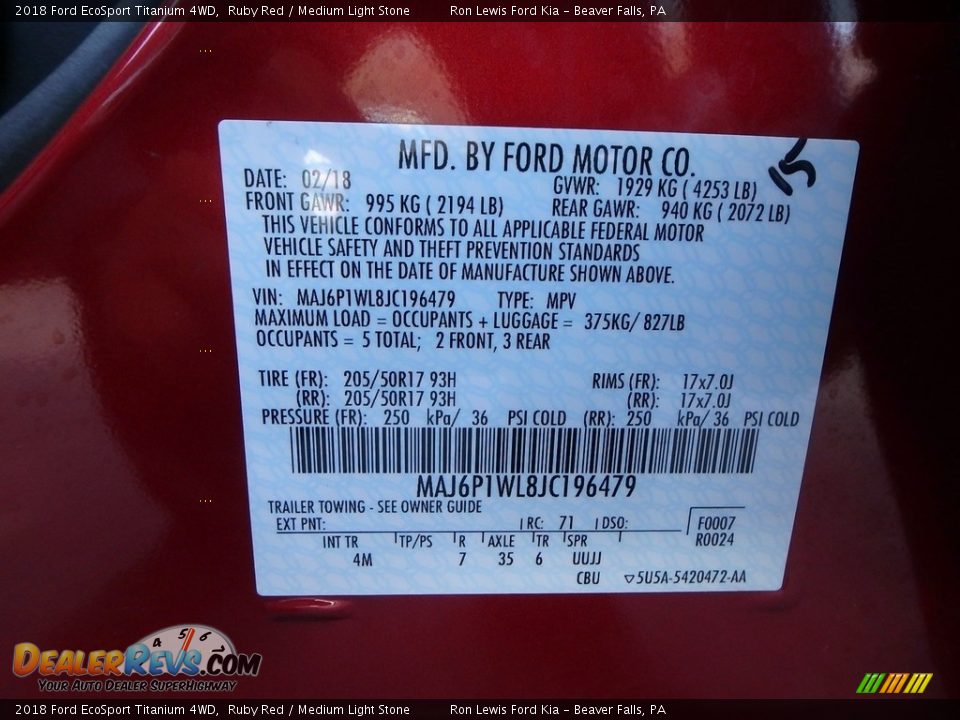 2018 Ford EcoSport Titanium 4WD, Ruby Red / Medium Light Stone Ron Lewis Ford Kia - Beaver Falls, PA
MFD. BY FORD MOTOR CO.
15
DATE: 02/18 GVWR: 1929 KG ( 4253 LB)
FRONT GAWR: 995 KG ( 2194 LB) REAR GAWR: 940 KG ( 2072 LB)
THIS VEHICLE CONFORMS TO ALL APPLICABLE FEDERAL MOTOR
VEHICLE SAFETY AND THEFT PREVENTION STANDARDS
IN EFFECT ON THE DATE OF MANUFACTURE SHOWN ABOVE.
VIN: MAJ6P1WL8JC196479 TYPE: MPV
MAXIMUM LOAD = OCCUPANTS + LUGGAGE = 375KG/ 827LB
OCCUPANTS = 5 TOTAL; 2 FRONT, 3 REAR
TIRE (FR): 205/50R17 93H RIMS (FR): 17x7.0J
(RR): 205/50R17 93H (RR): 17x7.0J
PRESSURE (FR): 250 kPa/ 36 PSI COLD (RR): 250 kPa/ 36 PSI COLD
MAJ6P1WL8JC196479
TRAILER TOWING - SEE OWNER GUIDE
EXT PNT: RC: 71 DSO: F0007
R0024
INT TR TP/PS R AXLE TR SPR
4M 7 35 6 UUJJ
CBU ▽5U5A-5420472-AA
4 5 6
DEALERREVS.COM
YOUR AUTO DEALER SUPERHIGHWAY
2018 Ford EcoSport Titanium 4WD, Ruby Red / Medium Light Stone Ron Lewis Ford Kia - Beaver Falls, PA